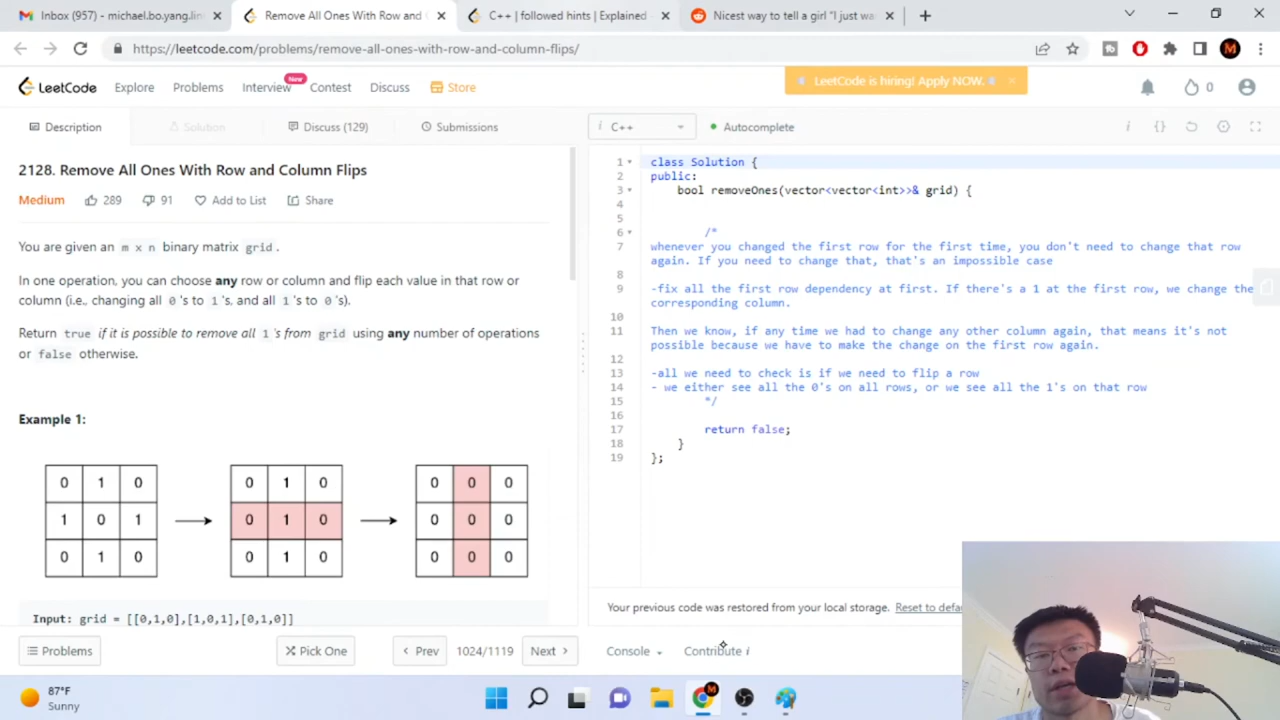 Inbox (957) - michael.bo.yang.lin
Remove All Ones With Row and C
C++ | followed hints | Explained -
Nicest way to tell a girl "I just wa
https://leetcode.com/problems/remove-all-ones-with-row-and-column-flips/
M
LeetCode
Explore
Problems
Interview
New
Contest
Discuss
Store
LeetCode is hiring! Apply NOW.
0
Description
Solution
Discuss (129)
Submissions
i C++
Autocomplete
2128. Remove All Ones With Row and Column Flips
Medium
289
91
Add to List
Share
You are given an m x n binary matrix grid.
In one operation, you can choose any row or column and flip each value in that row or
column (i.e., changing all 0's to 1's, and all 1's to 0's).
Return true if it is possible to remove all 1's from grid using any number of operations
or false otherwise.
Example 1:
0 1 0 0 1 0 0 0 0
1 0 1 0 1 0 0 0 0
0 1 0 0 1 0 0 0 0
Input: grid = [[0,1,0],[1,0,1],[0,1,0]]
1 class Solution {
2 public:
3 bool removeOnes(vector<vector<int>>& grid) {
4
5
6 /*
7 whenever you changed the first row for the first time, you don't need to change that row
again. If you need to change that, that's an impossible case
8
9 -fix all the first row dependency at first. If there's a 1 at the first row, we change the
corresponding column.
10
11 Then we know, if any time we had to change any other column again, that means it's not
possible because we have to make the change on the first row again.
12
13 -all we need to check is if we need to flip a row
14 - we either see all the 0's on all rows, or we see all the 1's on that row
15 */
16
17 return false;
18 }
19 };
Your previous code was restored from your local storage. Reset to defau
Problems
Pick One
Prev
1024/1119
Next
Console
Contribute i
87°F
Sunny
M